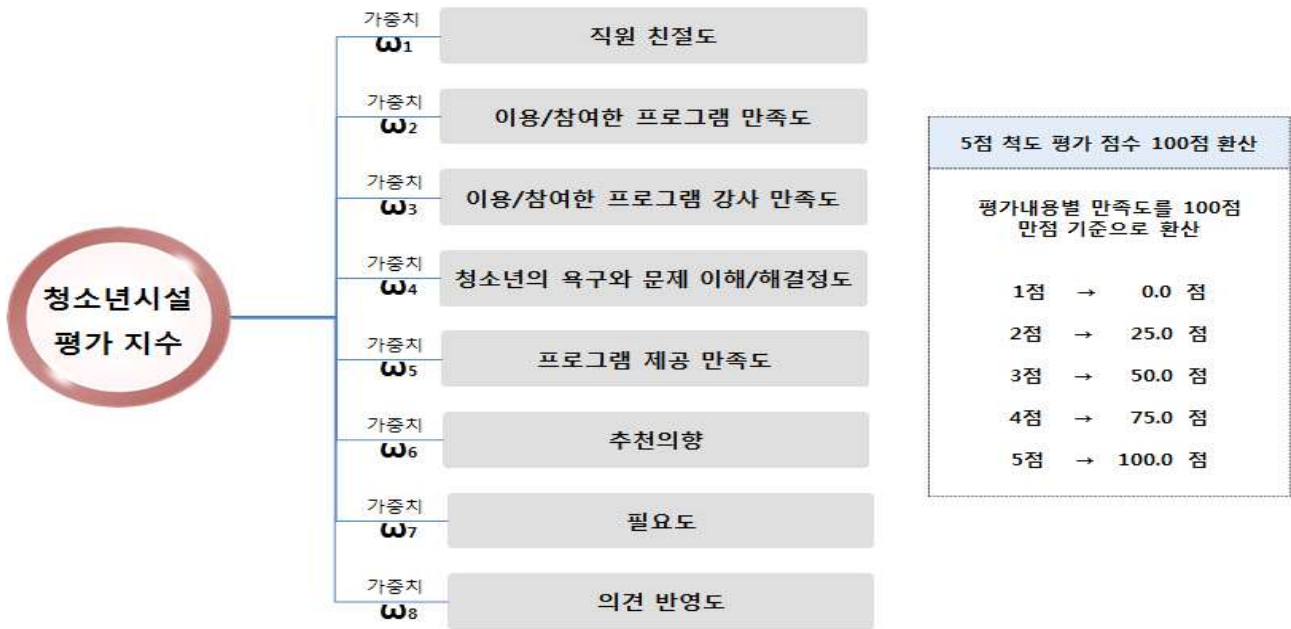 청소년시설
평가 지수
가중치
ω1
직원 친절도
가중치
ω2
이용/참여한 프로그램 만족도
가중치
ω3
이용/참여한 프로그램 강사 만족도
가중치
ω4
청소년의 욕구와 문제 이해/해결정도
가중치
ω5
프로그램 제공 만족도
가중치
ω6
추천의향
가중치
ω7
필요도
가중치
ω8
의견 반영도
5점 척도 평가 점수 100점 환산
평가내용별 만족도를 100점
만점 기준으로 환산
1점 → 0.0 점
2점 → 25.0 점
3점 → 50.0 점
4점 → 75.0 점
5점 → 100.0 점